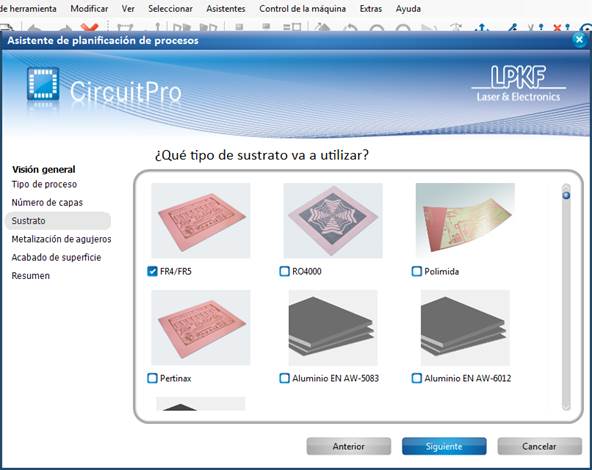 de herramienta Modificar Ver Seleccionar Asistentes Control de la máquina Extras Ayuda
Asistente de planificación de procesos
CircuitPro
LPKF
Laser & Electronics
¿Qué tipo de sustrato va a utilizar?
Visión general
Tipo de proceso
Número de capas
Sustrato
Metalización de agujeros
Acabado de superficie
Resumen
FR4/FR5 RO4000 Polimida
Pertinax Aluminio EN AW-5083 Aluminio EN AW-6012
Anterior Siguiente Cancelar